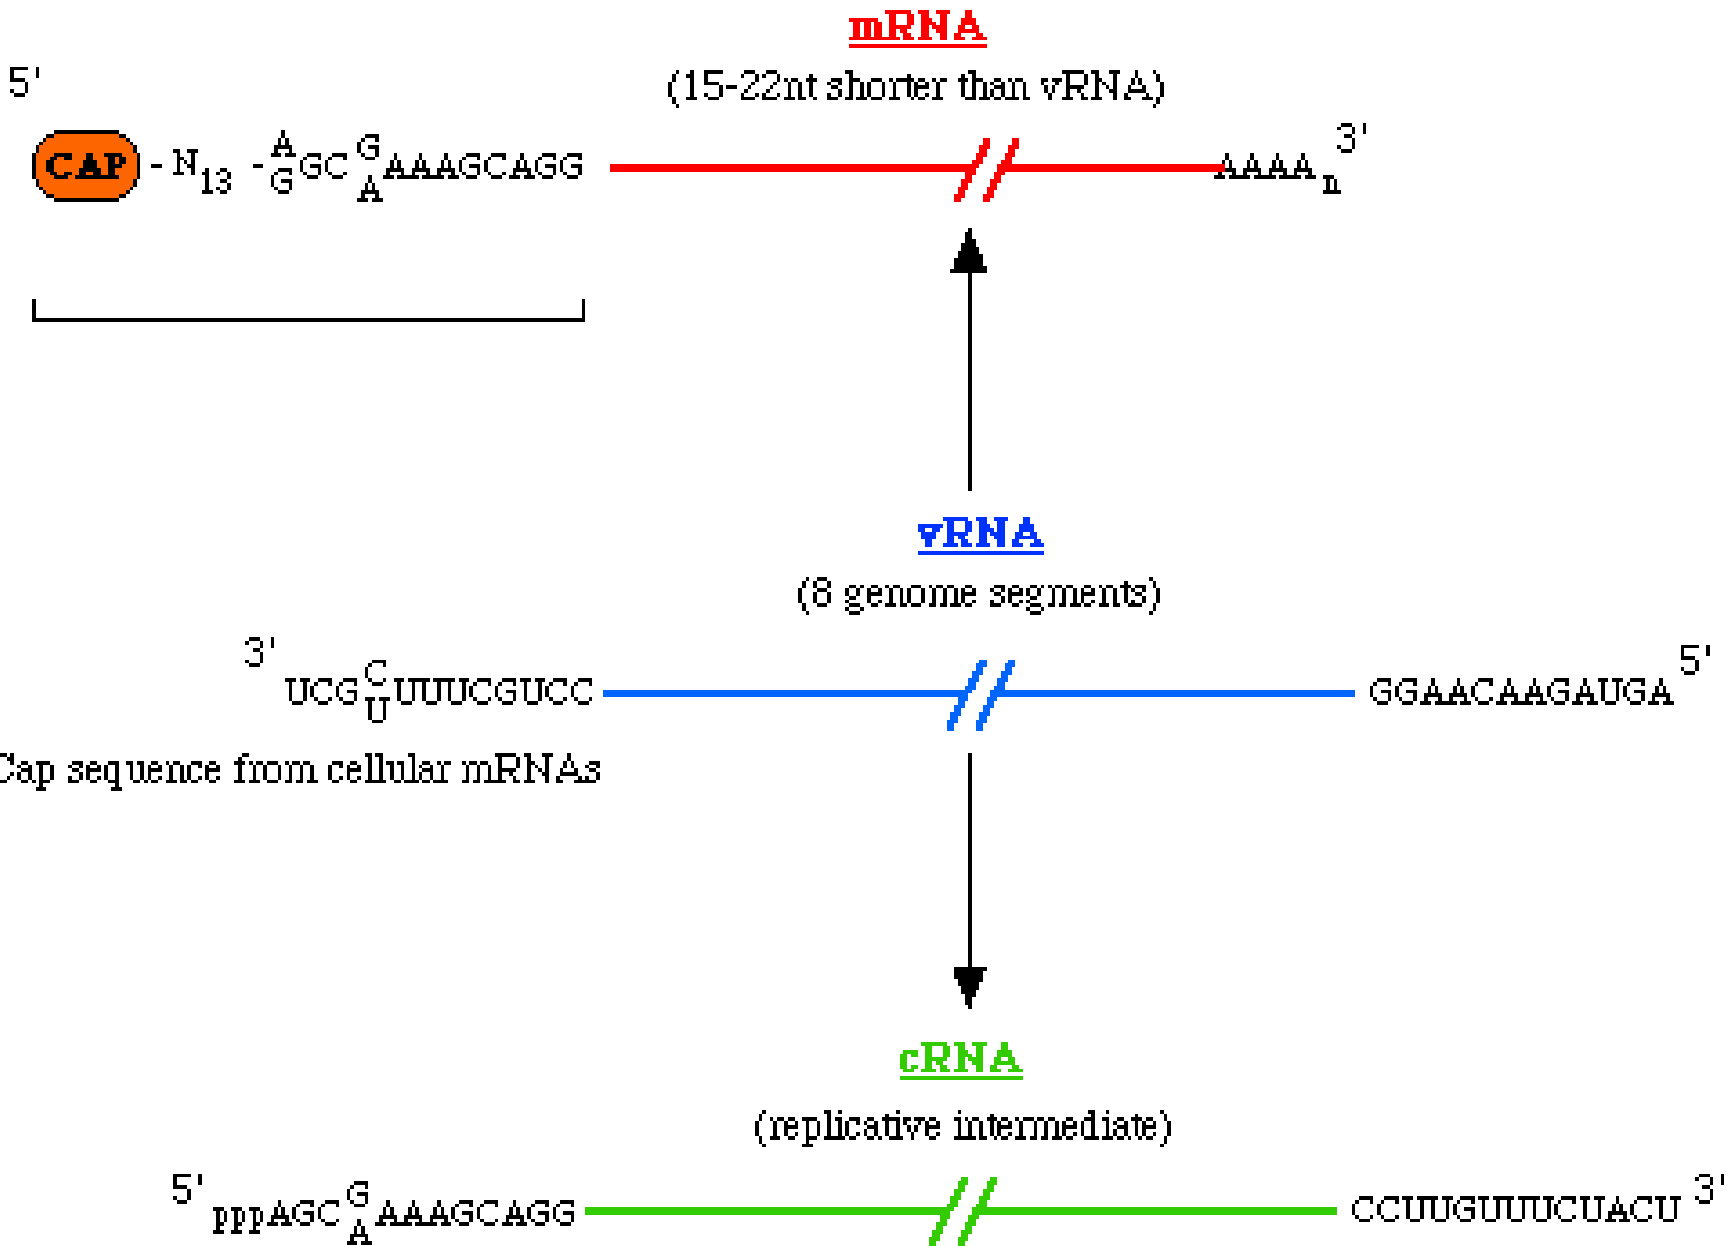 mRNA
(15-22nt shorter than vRNA)
5'
CAP - N13 - A/G GC G/A AAAGCAGG AAAAn 3'
vRNA
(8 genome segments)
3' UCG C/U UUUCGUCC GGAACAAGAUGA 5'
Cap sequence from cellular mRNAs
cRNA
(replicative intermediate)
5' pppAGC G/A AAAGCAGG CCUUGUUUCUACU 3'